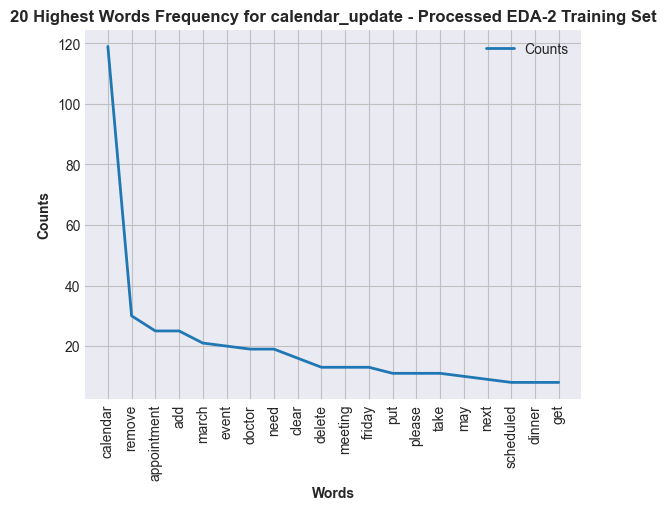 20 Highest Words Frequency for calendar_update - Processed EDA-2 Training Set
Counts
120
100
80
60
40
20
Counts
calendar
remove
appointment
add
march
event
doctor
need
clear
delete
meeting
friday
put
please
take
may
next
scheduled
dinner
get
Words